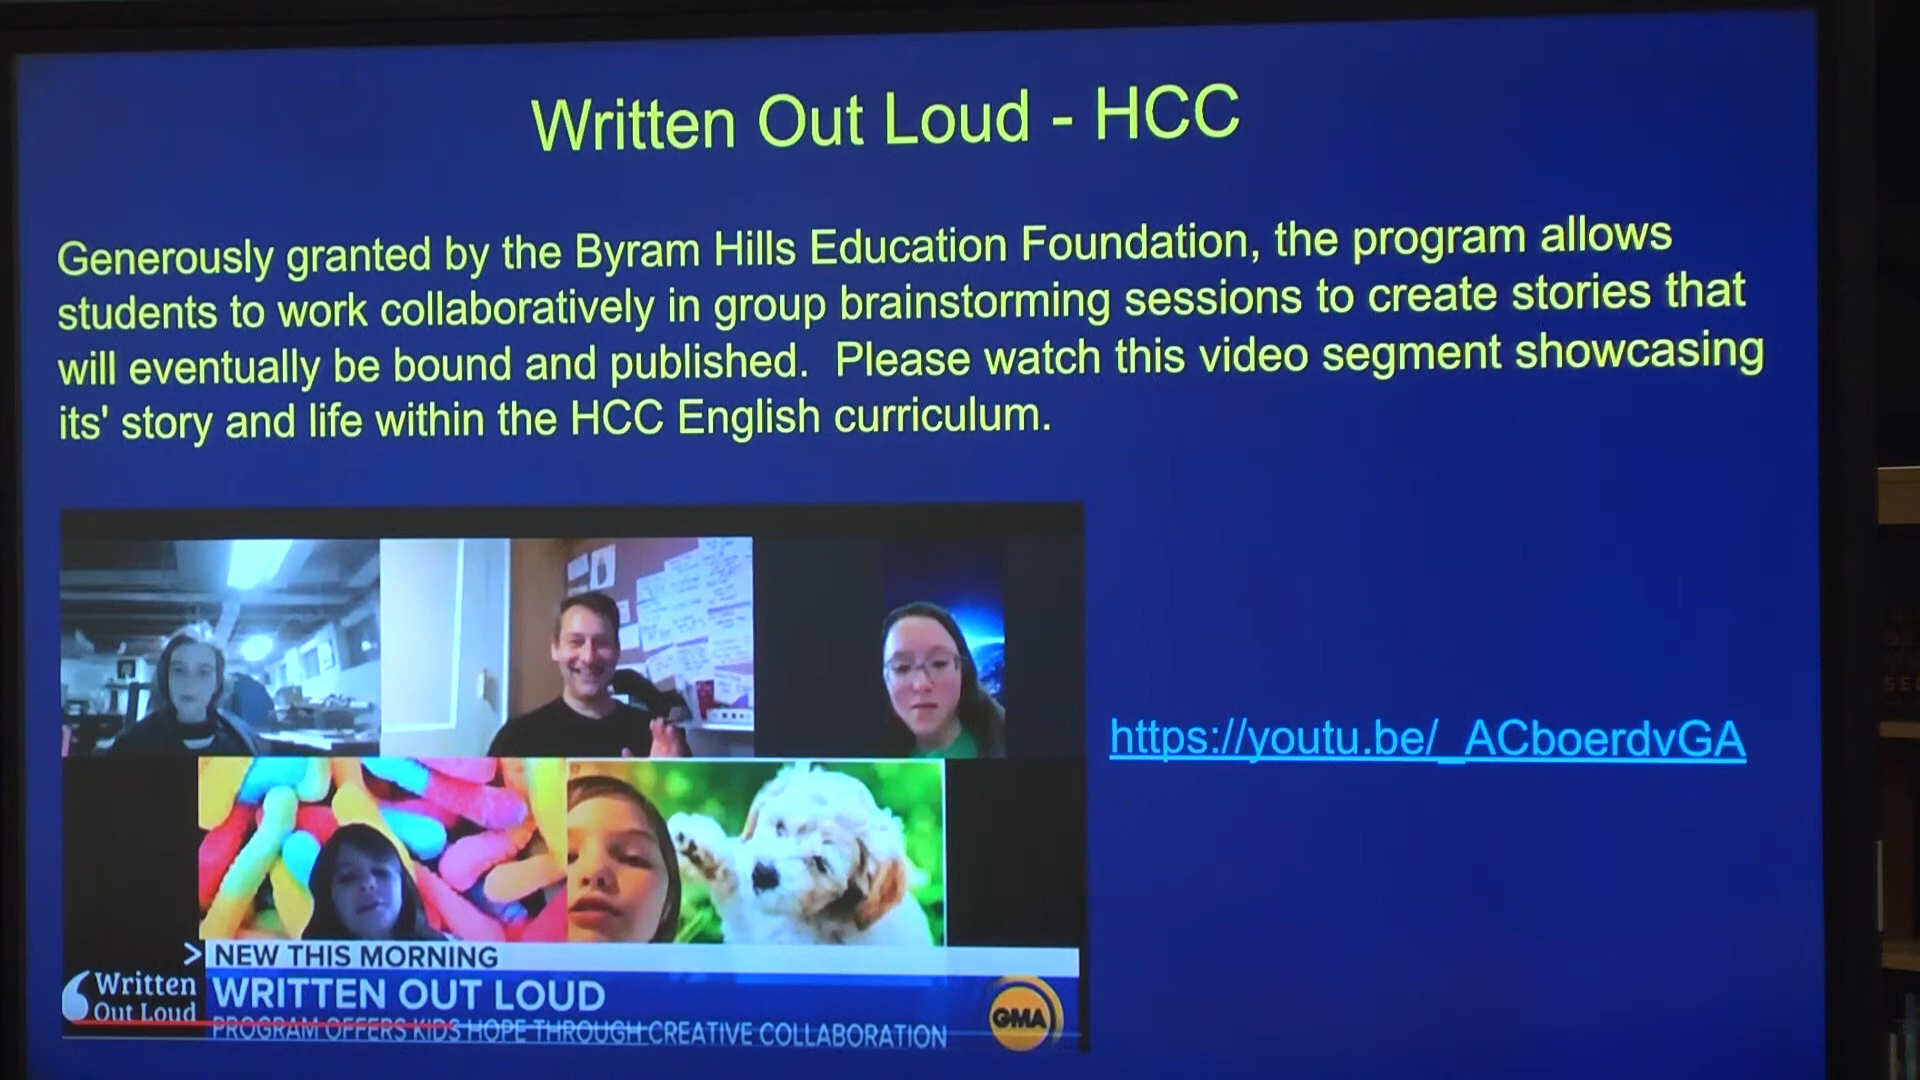 Written Out Loud - HCC
Generously granted by the Byram Hills Education Foundation, the program allows
students to work collaboratively in group brainstorming sessions to create stories that
will eventually be bound and published. Please watch this video segment showcasing
its' story and life within the HCC English curriculum.
https://youtu.be/_ACboerdvGA
> NEW THIS MORNING
Written
Out Loud
WRITTEN OUT LOUD
PROGRAM OFFERS KIDS HOPE THROUGH CREATIVE COLLABORATION
GMA